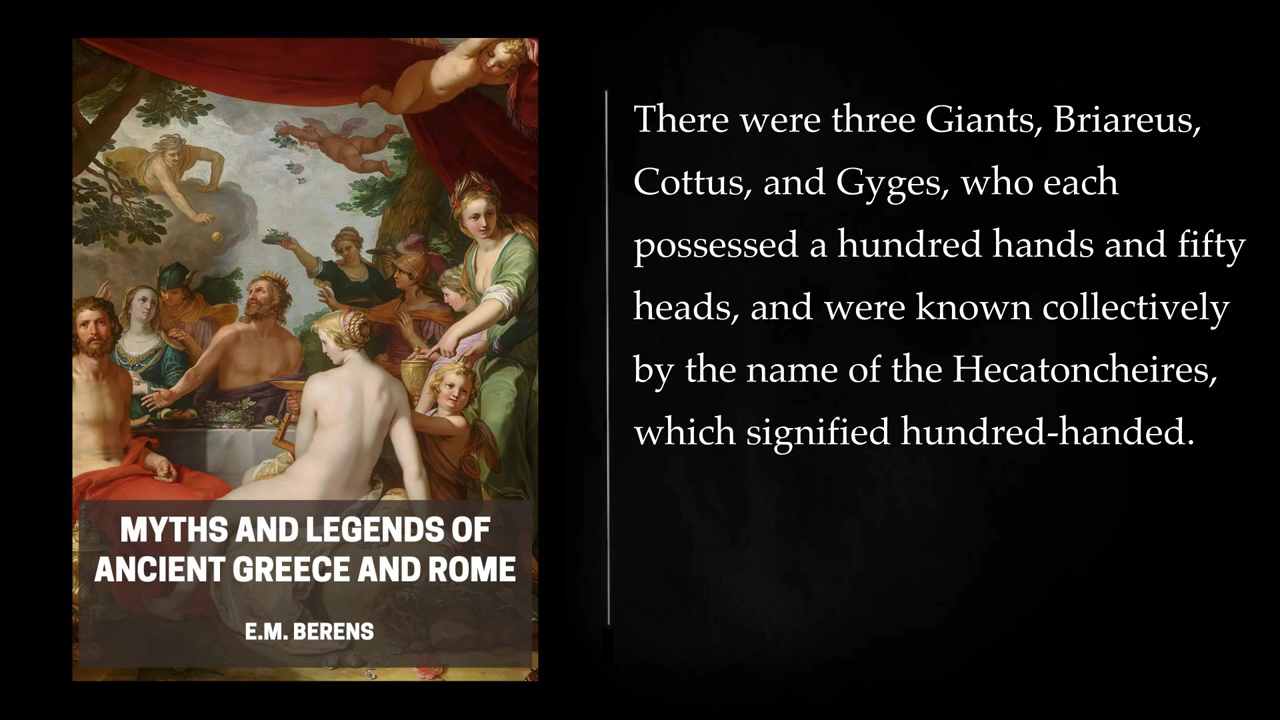 MYTHS AND LEGENDS OF
ANCIENT GREECE AND ROME
E.M. BERENS
There were three Giants, Briareus,
Cottus, and Gyges, who each
possessed a hundred hands and fifty
heads, and were known collectively
by the name of the Hecatoncheires,
which signified hundred-handed.